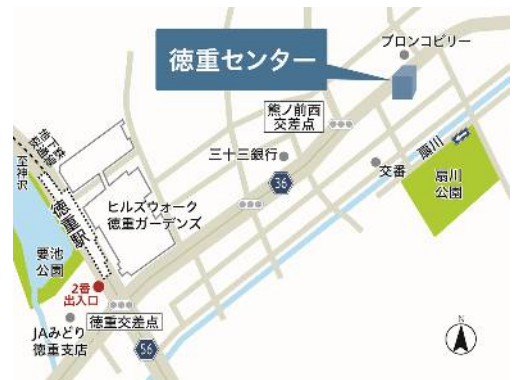 ブロンコビリー
徳重センター
熊ノ前西
交差点
地下鉄
桜通線
至神沢
三十三銀行
36
交番
扇川
扇川
公園
ヒルズウォーク
徳重ガーデンズ
徳重駅
要池
公園
2番
出入口
徳重交差点
JAみどり
徳重支店
56
N